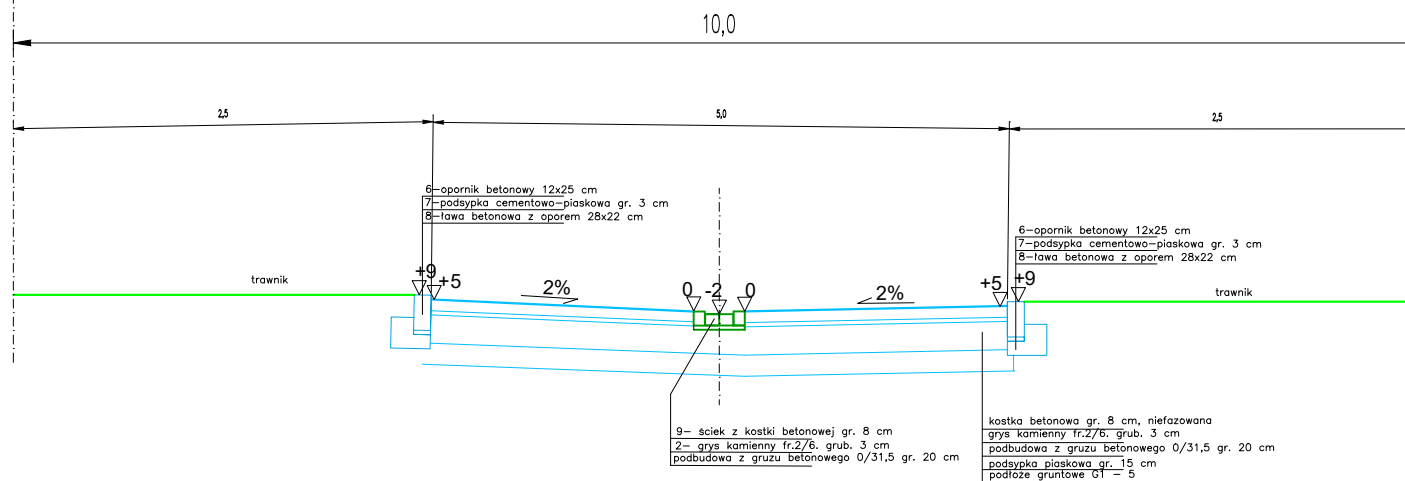 10,0
2,5
5,0
2,5
6-opornik betonowy 12x25 cm
7-podsypka cementowo-piaskowa gr. 3 cm
8-ława betonowa z oporem 28x22 cm
6-opornik betonowy 12x25 cm
7-podsypka cementowo-piaskowa gr. 3 cm
8-ława betonowa z oporem 28x22 cm
trawnik
+9
+5
2%
0
-2
0
2%
+5
+9
trawnik
9- ściek z kostki betonowej gr. 8 cm
2- grys kamienny fr.2/6. grub. 3 cm
podbudowa z gruzu betonowego 0/31,5 gr. 20 cm
kostka betonowa gr. 8 cm, niefazowana
grys kamienny fr.2/6. grub. 3 cm
podbudowa z gruzu betonowego 0/31,5 gr. 20 cm
podsypka piaskowa gr. 15 cm
podłoże gruntowe G1 - 5